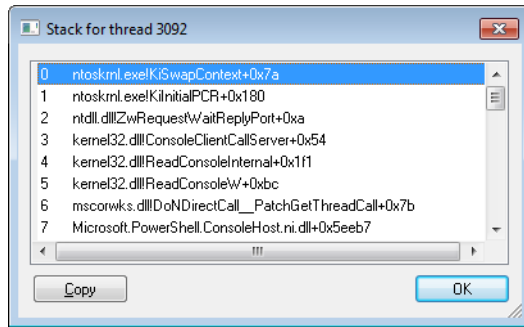 Stack for thread 3092
0 ntoskrnl.exe!KiSwapContext+0x7a
1 ntoskrnl.exe!KiInitialPCR+0x180
2 ntdll.dll!ZwRequestWaitReplyPort+0xa
3 kernel32.dll!ConsoleClientCallServer+0x54
4 kernel32.dll!ReadConsoleInternal+0x1f1
5 kernel32.dll!ReadConsoleW+0xbc
6 mscorwks.dll!DoNDirectCall__PatchGetThreadCall+0x7b
7 Microsoft.PowerShell.ConsoleHost.ni.dll+0x5eeb7
Copy OK